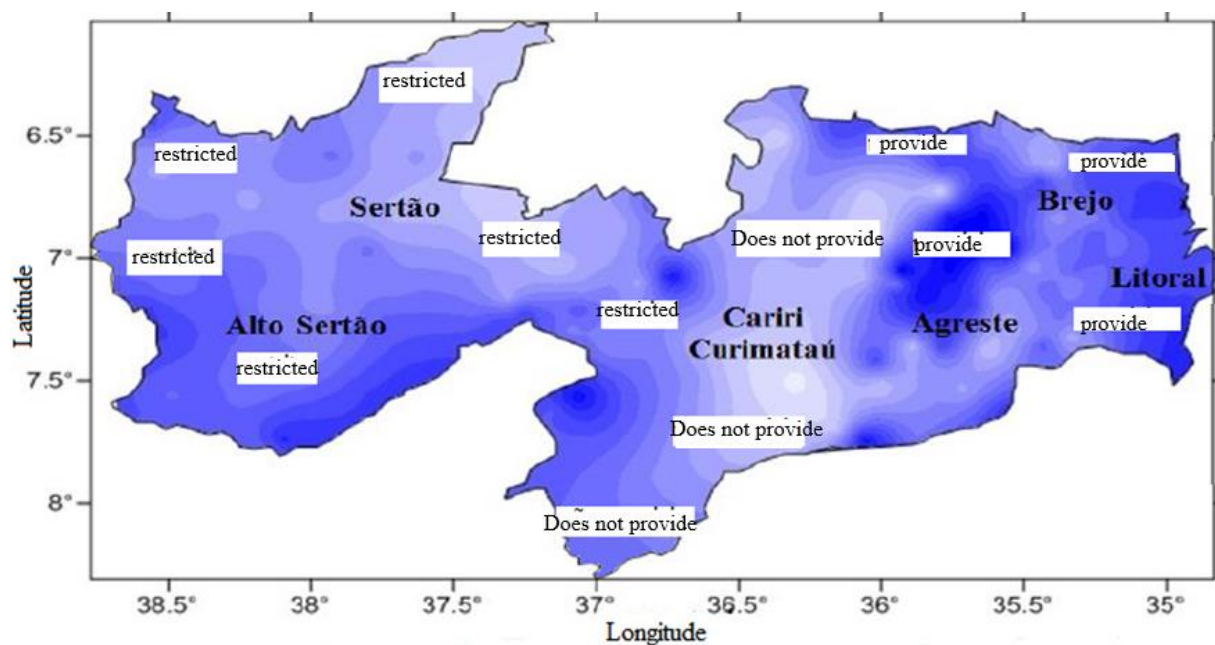 restricted
6.5°
restricted
provide
provide
Sertão
Brejo
restricted
Does not provide
provide
7°
restricted
Litoral
Latitude
Alto Sertão
restricted
Cariri
Curimataú
Agreste
provide
restricted
7.5°
Does not provide
8°
Does not provide
38.5°
38°
37.5°
37°
36.5°
36°
35.5°
35°
Longitude